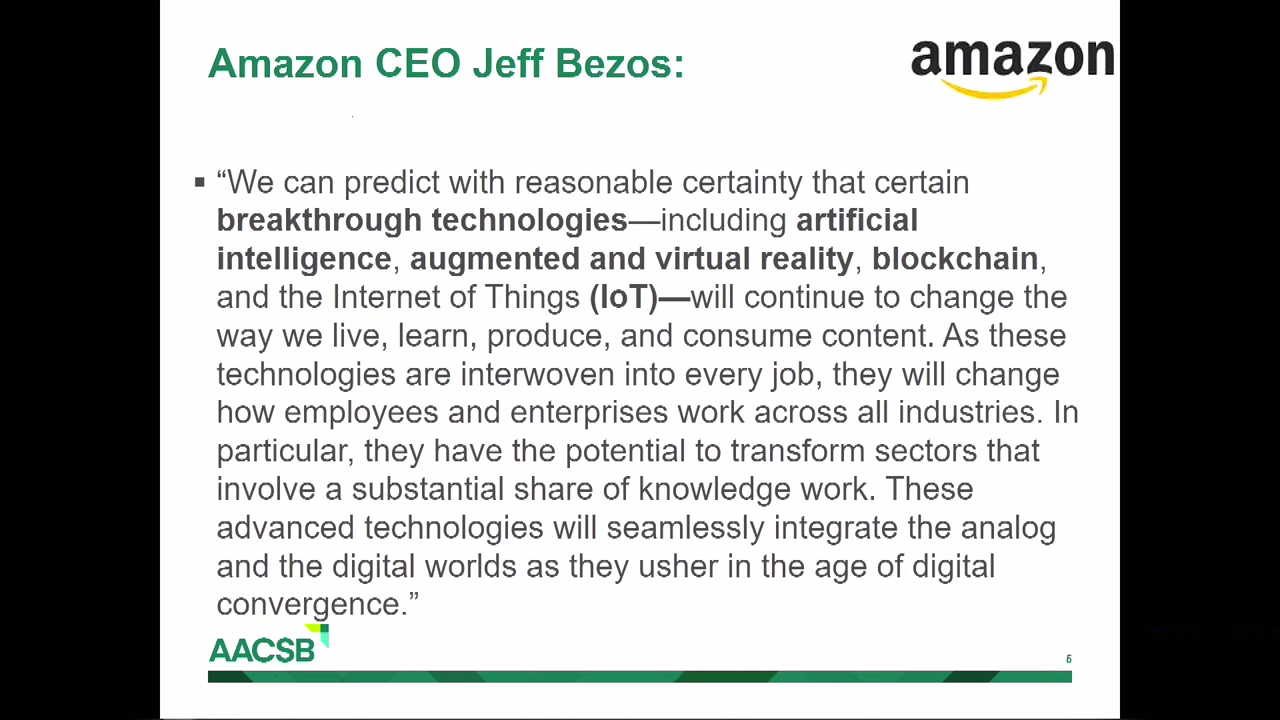 Amazon CEO Jeff Bezos:
amazon
▪ “We can predict with reasonable certainty that certain
breakthrough technologies—including artificial
intelligence, augmented and virtual reality, blockchain,
and the Internet of Things (IoT)—will continue to change the
way we live, learn, produce, and consume content. As these
technologies are interwoven into every job, they will change
how employees and enterprises work across all industries. In
particular, they have the potential to transform sectors that
involve a substantial share of knowledge work. These
advanced technologies will seamlessly integrate the analog
and the digital worlds as they usher in the age of digital
convergence.”
AACSB
5